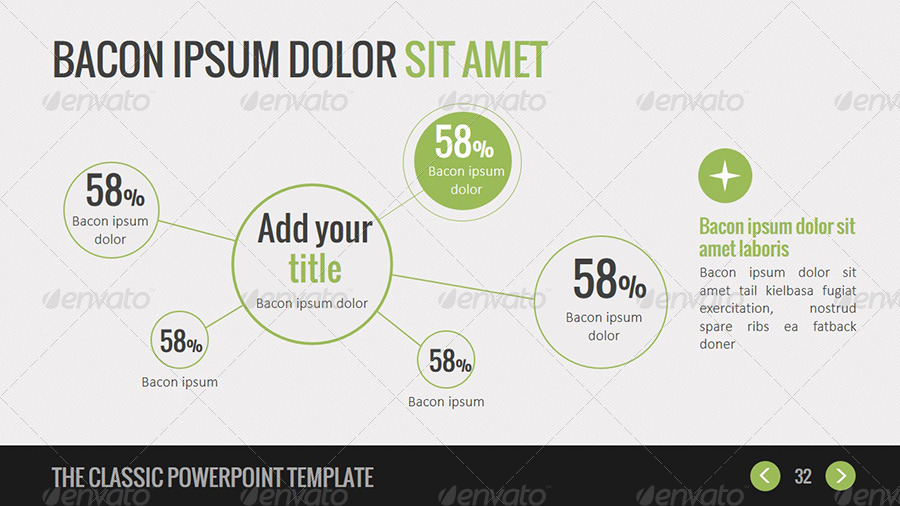 BACON IPSUM DOLOR SIT AMET
58%
Bacon ipsum
dolor
58%
Bacon ipsum
dolor
Add your
title
Bacon ipsum dolor
58%
Bacon ipsum
dolor
58%
Bacon ipsum
58%
Bacon ipsum
Bacon ipsum dolor sit
amet laboris
Bacon ipsum dolor sit
amet tail kielbasa fugiat
exercitation, nostrud
spare ribs ea fatback
doner
THE CLASSIC POWERPOINT TEMPLATE
32
envato
envato
envato
envato
envato
envato
envato
envato
envato
envato
envato
envato
envato
envato